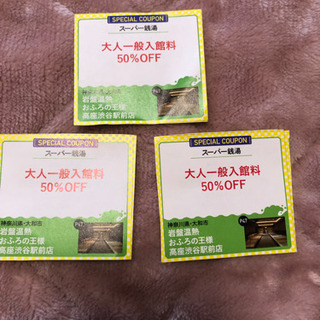 SPECIAL COUPON
スーパー銭湯
大人一般入館料
50%OFF
P47
岩盤温熱
おふろの王様
高座渋谷駅前店
SPECIAL COUPON
スーパー銭湯
大人一般入館料
50%OFF
神奈川県・大和市
P47
岩盤温熱
おふろの王様
高座渋谷駅前店
SPECIAL COUPON
スーパー銭湯
大人一般入館料
50%OFF
神奈川県・大和市
P47
岩盤温熱
おふろの王様
高座渋谷駅前店